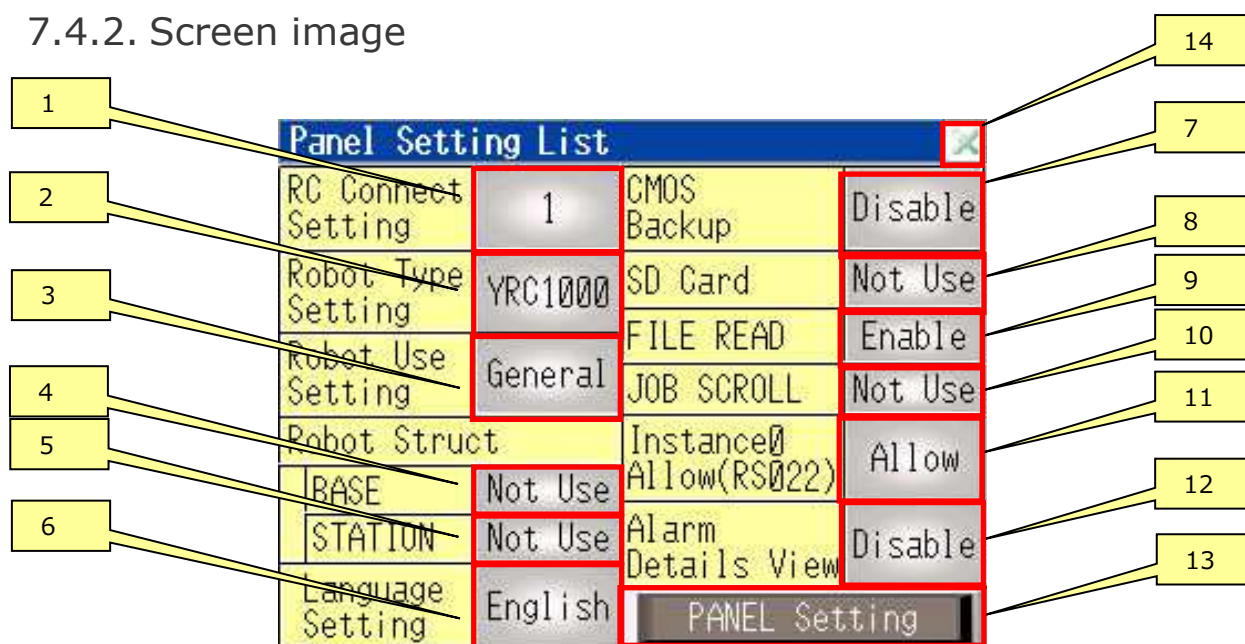 7.4.2. Screen image
14
1
7
2
8
3
9
4
10
5
11
6
12
13
Panel Setting List
RC Connect
Setting
1
CMOS
Backup
Disable
Robot Type
Setting
YRC1000
SD Card
Not Use
Robot Use
Setting
General
FILE READ
Enable
JOB SCROLL
Not Use
Robot Struct
Instance0
Allow(RS022)
Allow
BASE
Not Use
STATION
Not Use
Alarm
Details View
Disable
Language
Setting
English
PANEL Setting